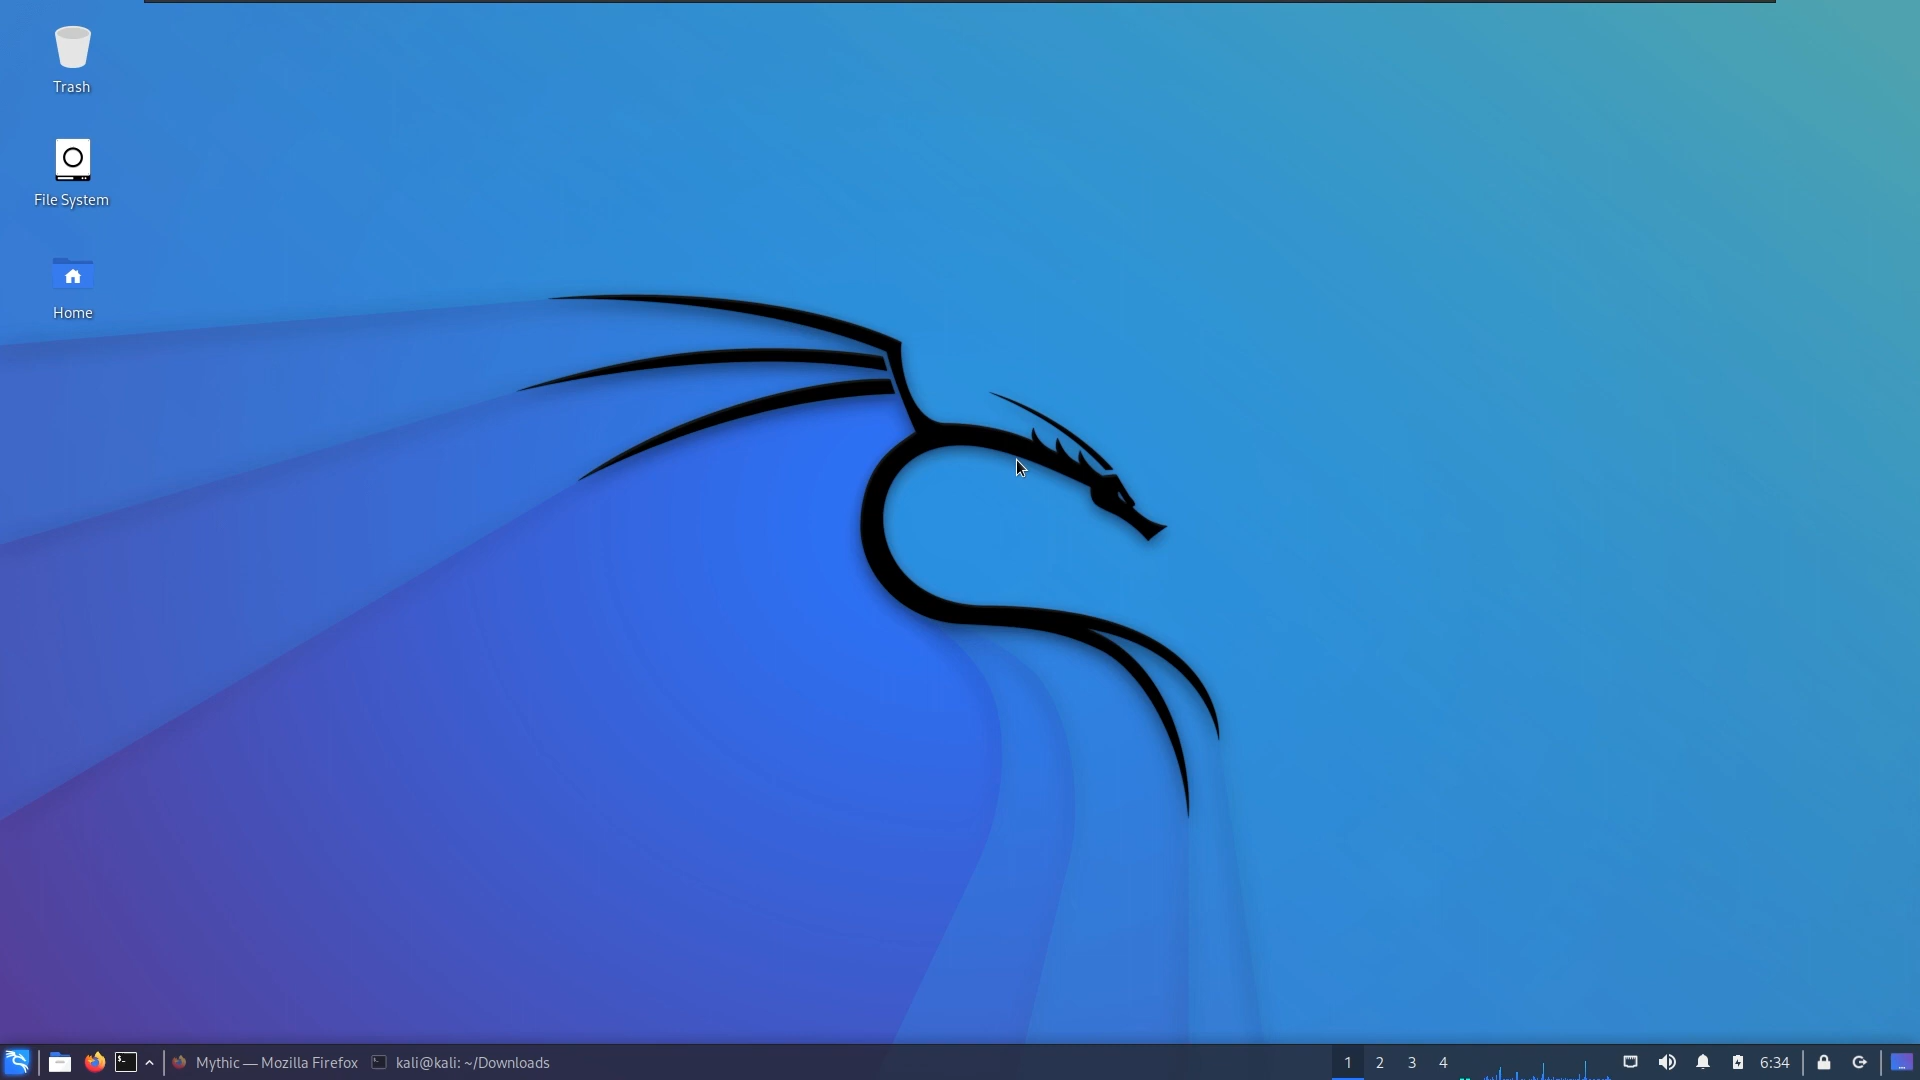 Trash
File System
Home
Mythic — Mozilla Firefox
kali@kali: ~/Downloads
1 2 3 4
6:34